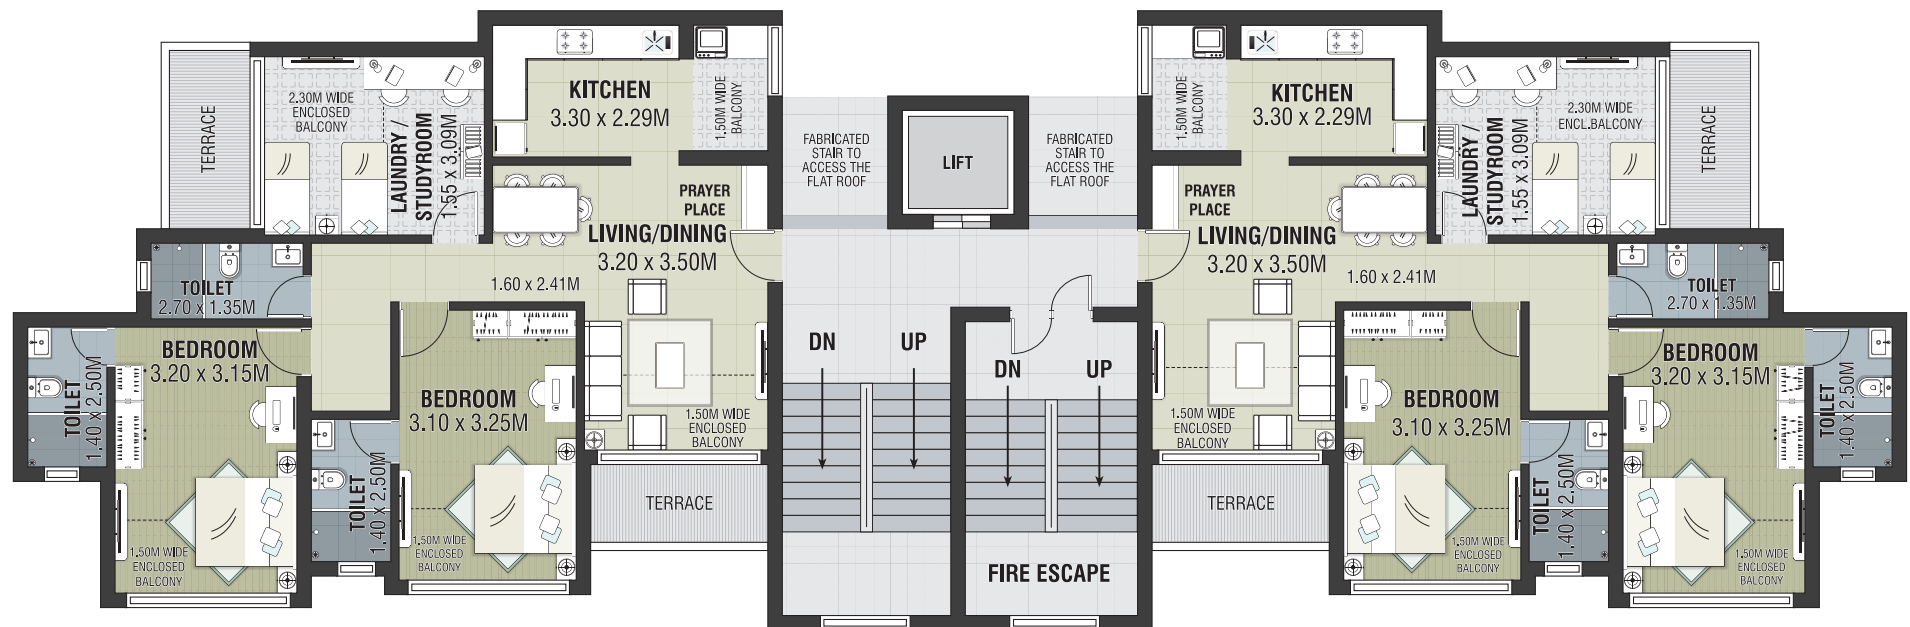 TERRACE
2.30M WIDE
ENCLOSED
BALCONY
LAUNDRY /
STUDYROOM
1.55 x 3.09M
KITCHEN
3.30 x 2.29M
1.50M WIDE
BALCONY
PRAYER
PLACE
LIVING/DINING
3.20 x 3.50M
1.60 x 2.41M
TOILET
2.70 x 1.35M
TOILET
1.40 x 2.50M
BEDROOM
3.20 x 3.15M
1.50M WIDE
ENCLOSED
BALCONY
TOILET
1.40 x 2.50M
BEDROOM
3.10 x 3.25M
1.50M WIDE
ENCLOSED
BALCONY
1.50M WIDE
ENCLOSED
BALCONY
TERRACE
FABRICATED
STAIR TO
ACCESS THE
FLAT ROOF
LIFT
FABRICATED
STAIR TO
ACCESS THE
FLAT ROOF
DN
UP
DN
UP
FIRE ESCAPE
1.50M WIDE
BALCONY
KITCHEN
3.30 x 2.29M
PRAYER
PLACE
LIVING/DINING
3.20 x 3.50M
1.60 x 2.41M
LAUNDRY /
STUDYROOM
1.55 x 3.09M
2.30M WIDE
ENCL.BALCONY
TERRACE
TOILET
2.70 x 1.35M
1.50M WIDE
ENCLOSED
BALCONY
TERRACE
BEDROOM
3.10 x 3.25M
1.50M WIDE
ENCLOSED
BALCONY
TOILET
1.40 x 2.50M
BEDROOM
3.20 x 3.15M
1.50M WIDE
ENCLOSED
BALCONY
TOILET
1.40 x 2.50M